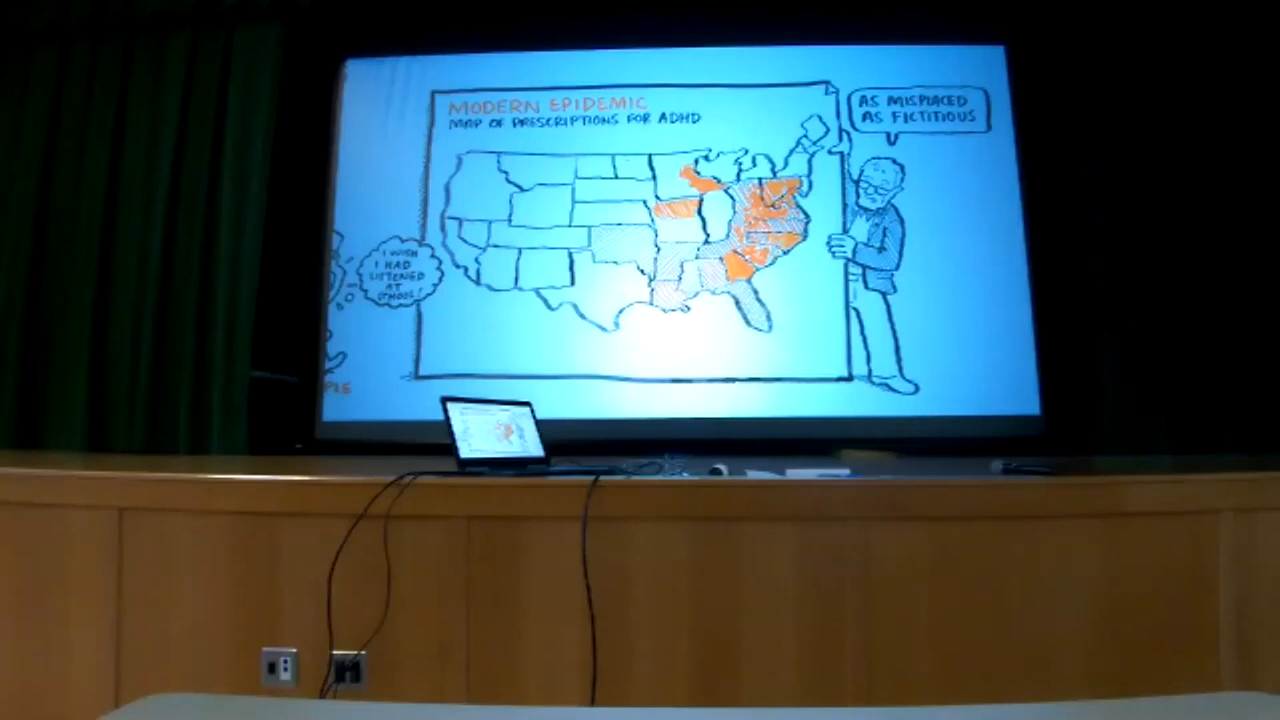 MODERN EPIDEMIC
MAP OF PRESCRIPTIONS FOR ADHD
AS MISPLACED
AS FICTITIOUS
I WISH
I HAD
LISTENED
AT
SCHOOL!